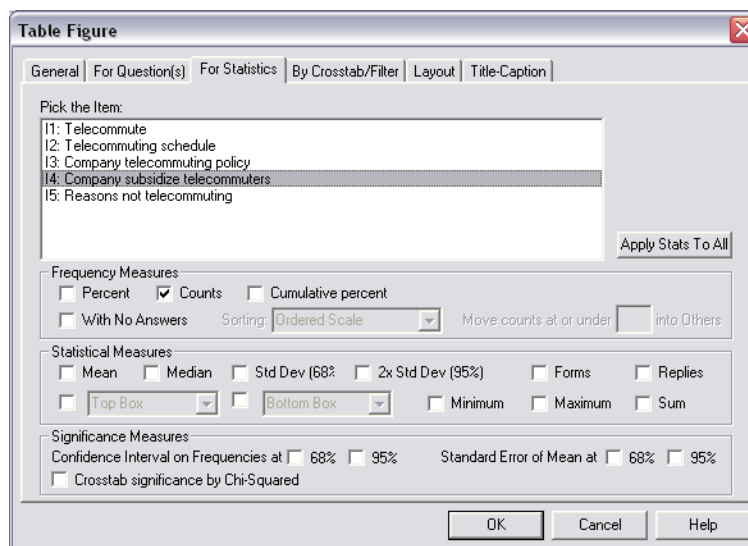 Table Figure
General For Question(s) For Statistics By Crosstab/Filter Layout Title-Caption
Pick the Item:
I1: Telecommute
I2: Telecommuting schedule
I3: Company telecommuting policy
I4: Company subsidize telecommuters
I5: Reasons not telecommuting
Apply Stats To All
Frequency Measures
Percent Counts Cumulative percent
With No Answers Sorting: Ordered Scale Move counts at or under into Others
Statistical Measures
Mean Median Std Dev (68% 2x Std Dev (95%) Forms Replies
Top Box Bottom Box Minimum Maximum Sum
Significance Measures
Confidence Interval on Frequencies at 68% 95% Standard Error of Mean at 68% 95%
Crosstab significance by Chi-Squared
OK Cancel Help